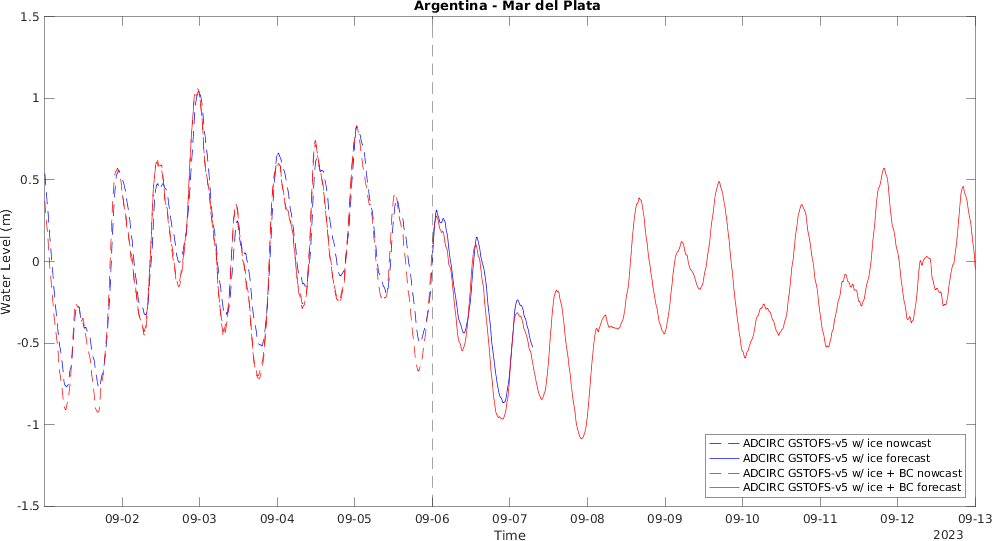 Argentina - Mar del Plata
1.5
1
0.5
0
-0.5
-1
-1.5
Water Level (m)
ADCIRC GSTOFS-v5 w/ ice nowcast
ADCIRC GSTOFS-v5 w/ ice forecast
ADCIRC GSTOFS-v5 w/ ice + BC nowcast
ADCIRC GSTOFS-v5 w/ ice + BC forecast
09-02 09-03 09-04 09-05 09-06 09-07 09-08 09-09 09-10 09-11 09-12 09-13
Time
2023